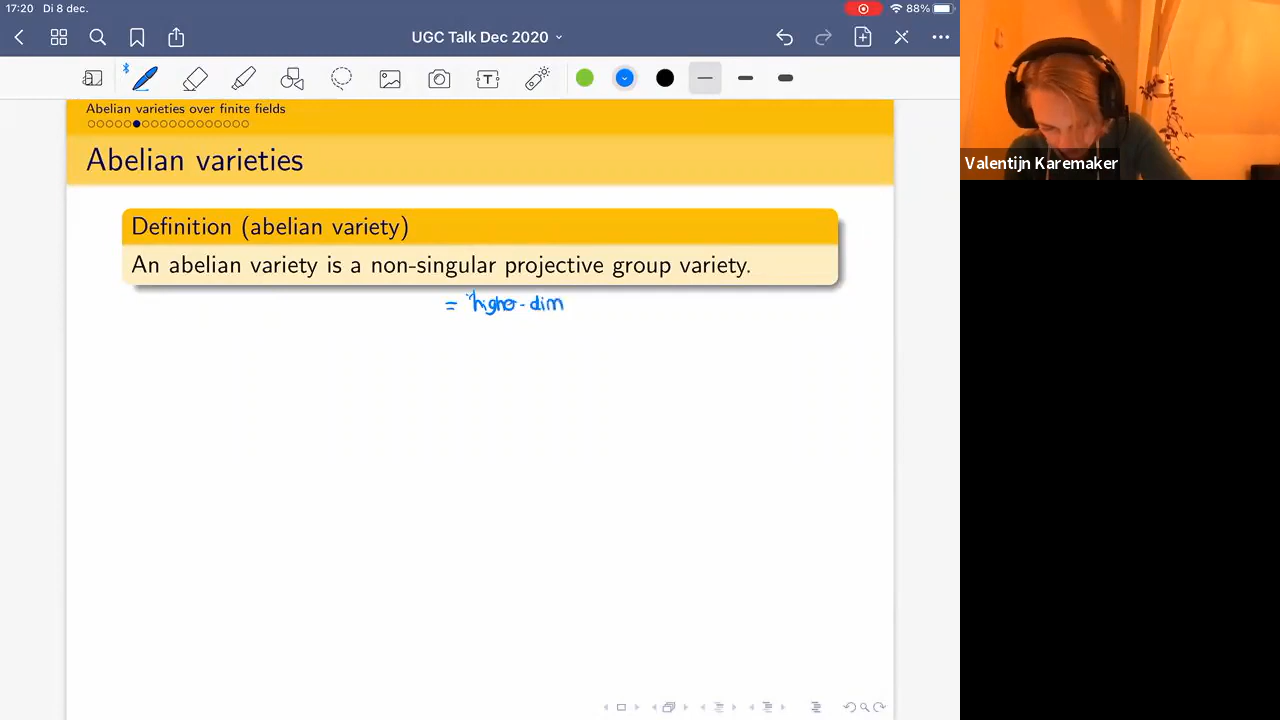 17:20 Di 8 dec.
88%
UGC Talk Dec 2020
Abelian varieties over finite fields
Abelian varieties
Definition (abelian variety)
An abelian variety is a non-singular projective group variety.
= - dim
Valentijn Karemaker